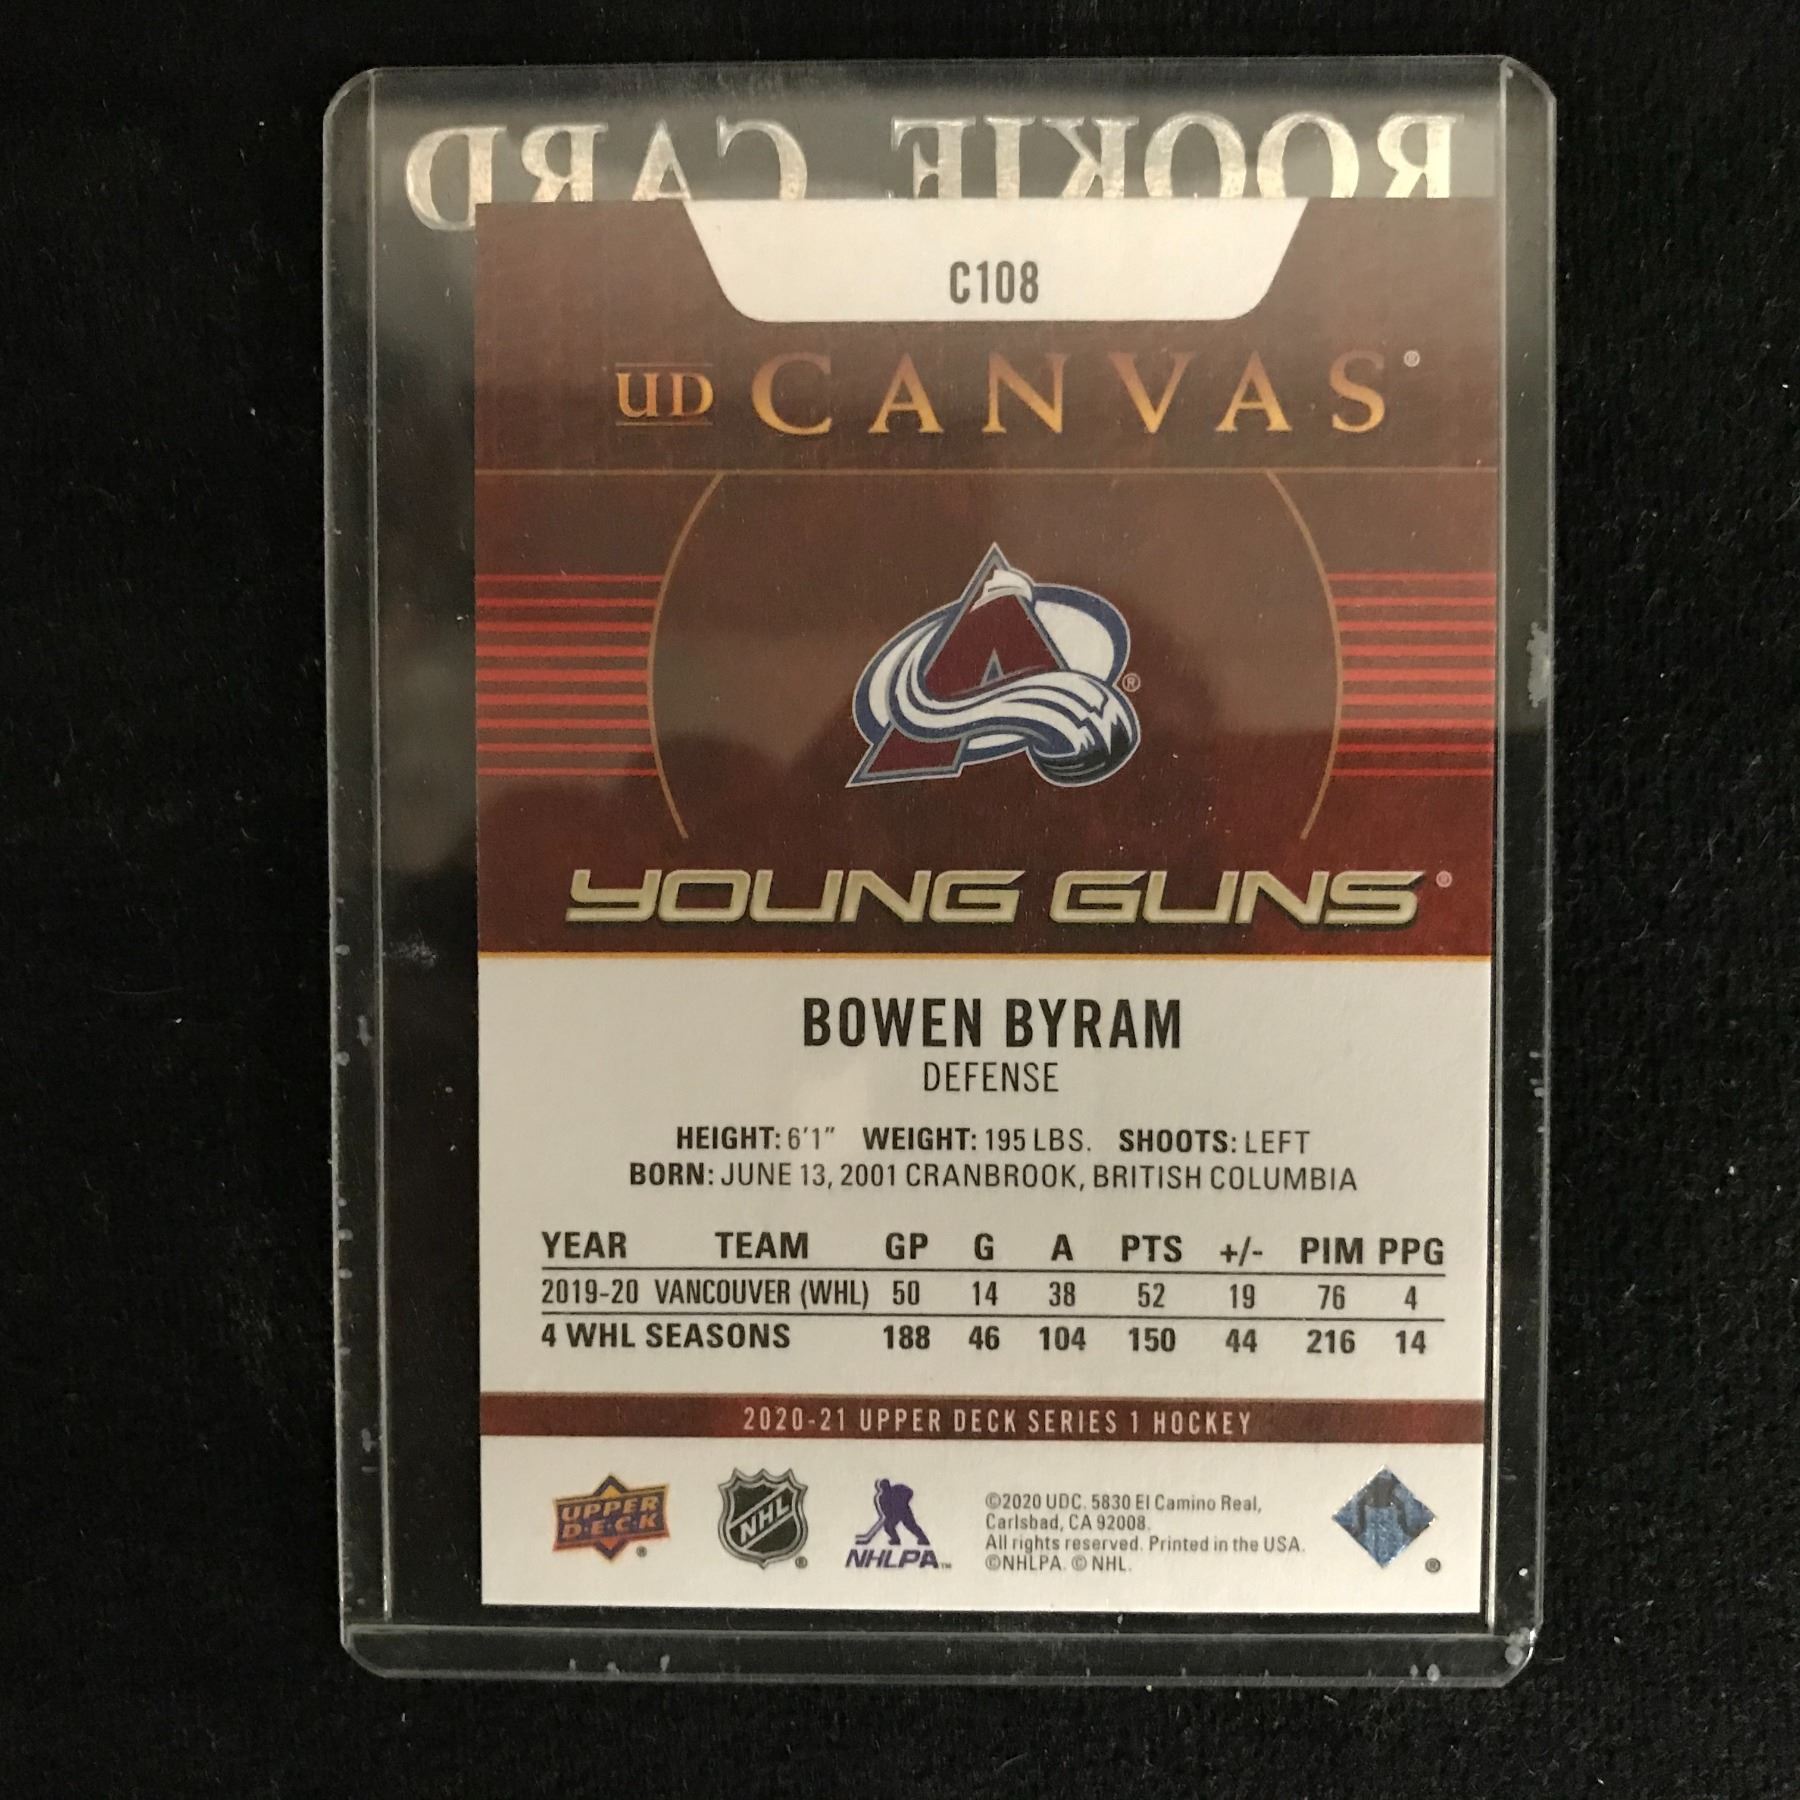 ROOKIE CARD
C108
UD CANVAS®
®
YOUNG GUNS®
BOWEN BYRAM
DEFENSE
HEIGHT: 6'1" WEIGHT: 195 LBS. SHOOTS: LEFT
BORN: JUNE 13, 2001 CRANBROOK, BRITISH COLUMBIA
YEAR TEAM GP G A PTS +/- PIM PPG
2019-20 VANCOUVER (WHL) 50 14 38 52 19 76 4
4 WHL SEASONS 188 46 104 150 44 216 14
2020-21 UPPER DECK SERIES 1 HOCKEY
UPPER
D·E·C·K®
NHL®
NHLPA™
©2020 UDC. 5830 El Camino Real,
Carlsbad, CA 92008.
All rights reserved. Printed in the USA.
©NHLPA. © NHL.
®